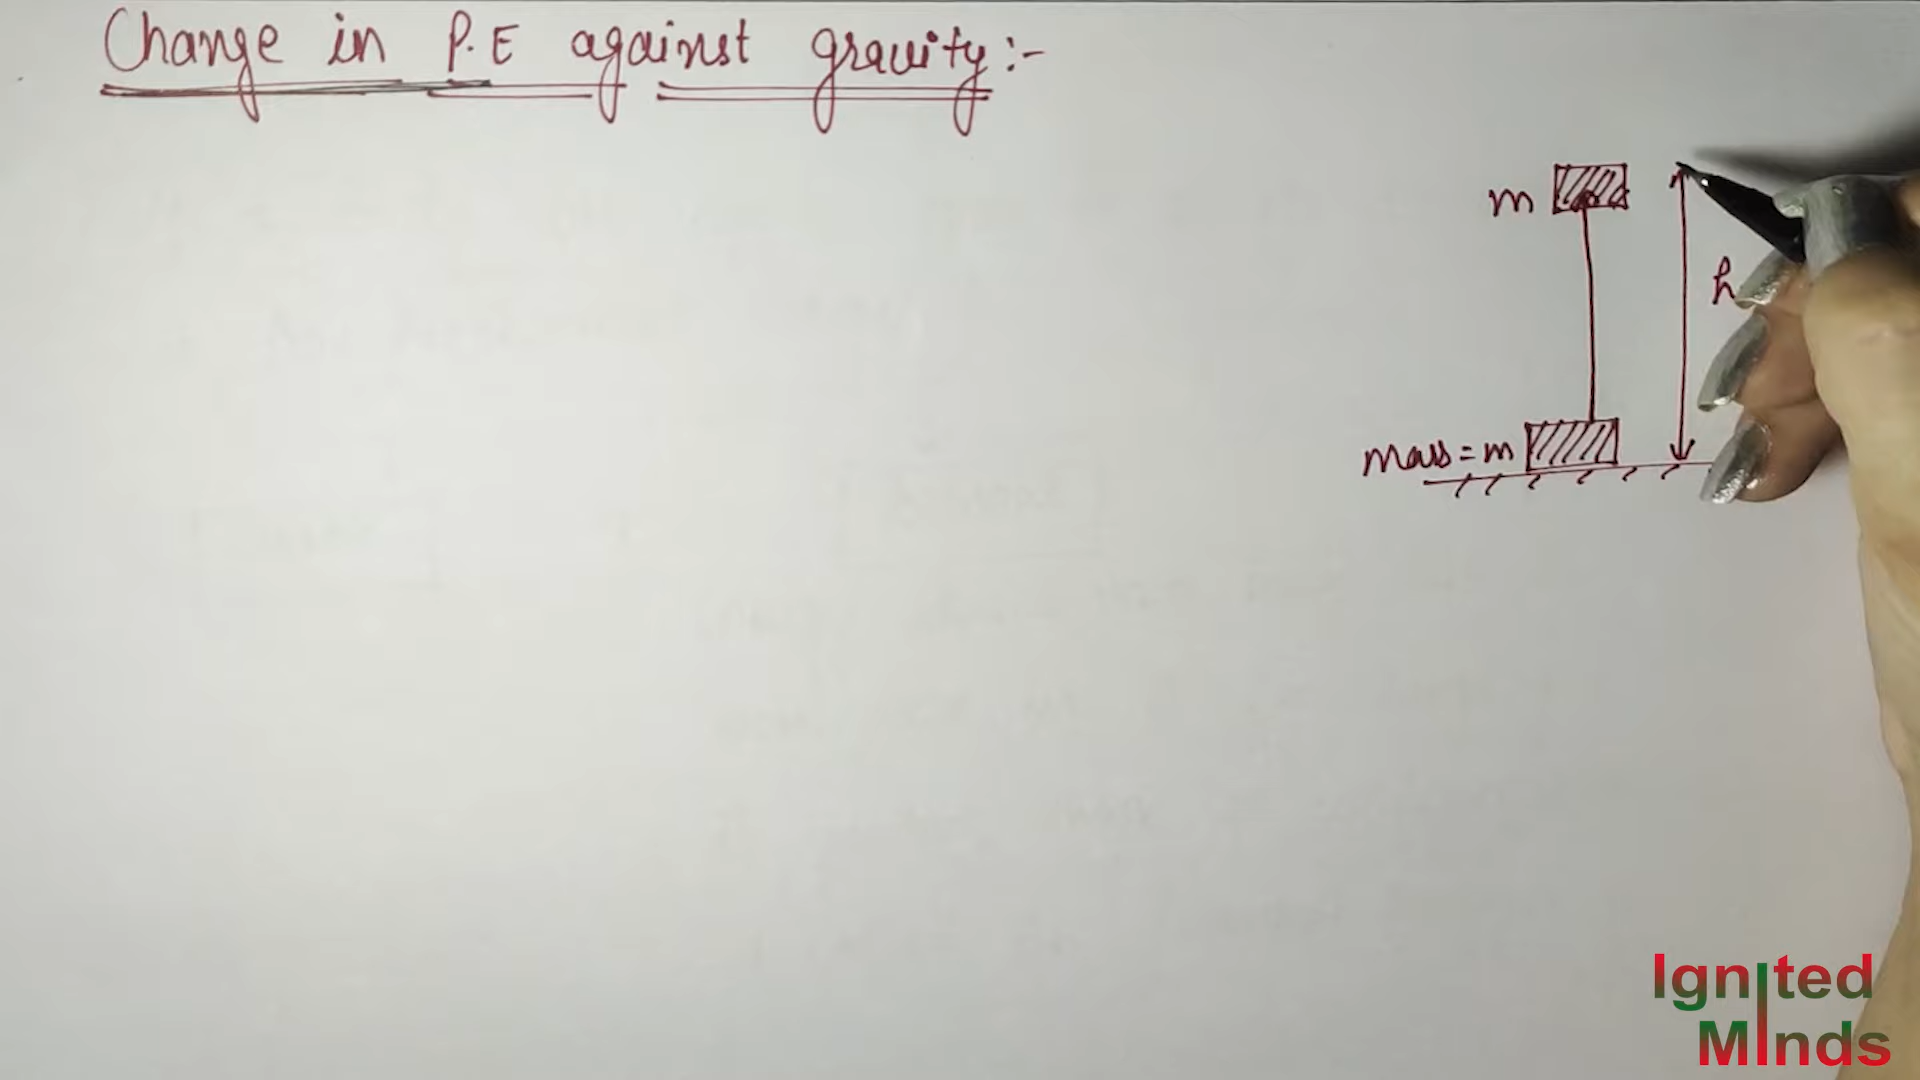 Change in P.E against gravity:-
m
h
mass = m
Ignited
Minds